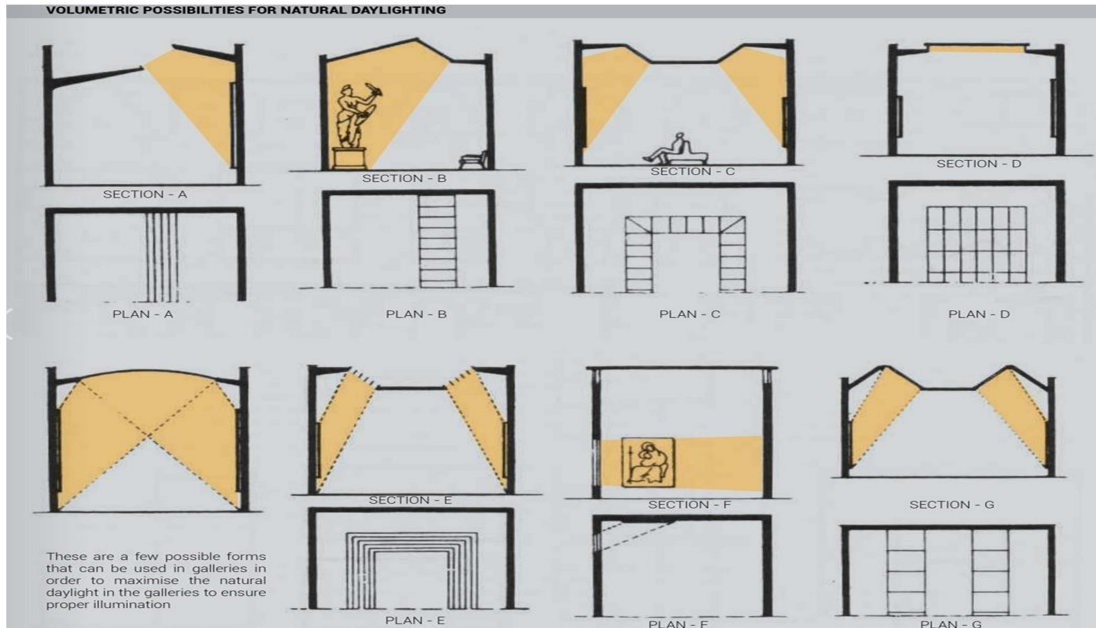 VOLUMETRIC POSSIBILITIES FOR NATURAL DAYLIGHTING
SECTION - A
SECTION - B
SECTION - C
SECTION - D
PLAN - A
PLAN - B
PLAN - C
PLAN - D
SECTION - E
SECTION - F
SECTION - G
These are a few possible forms
that can be used in galleries in
order to maximise the natural
daylight in the galleries to ensure
proper illumination
PLAN - E
PLAN - F
PLAN - G